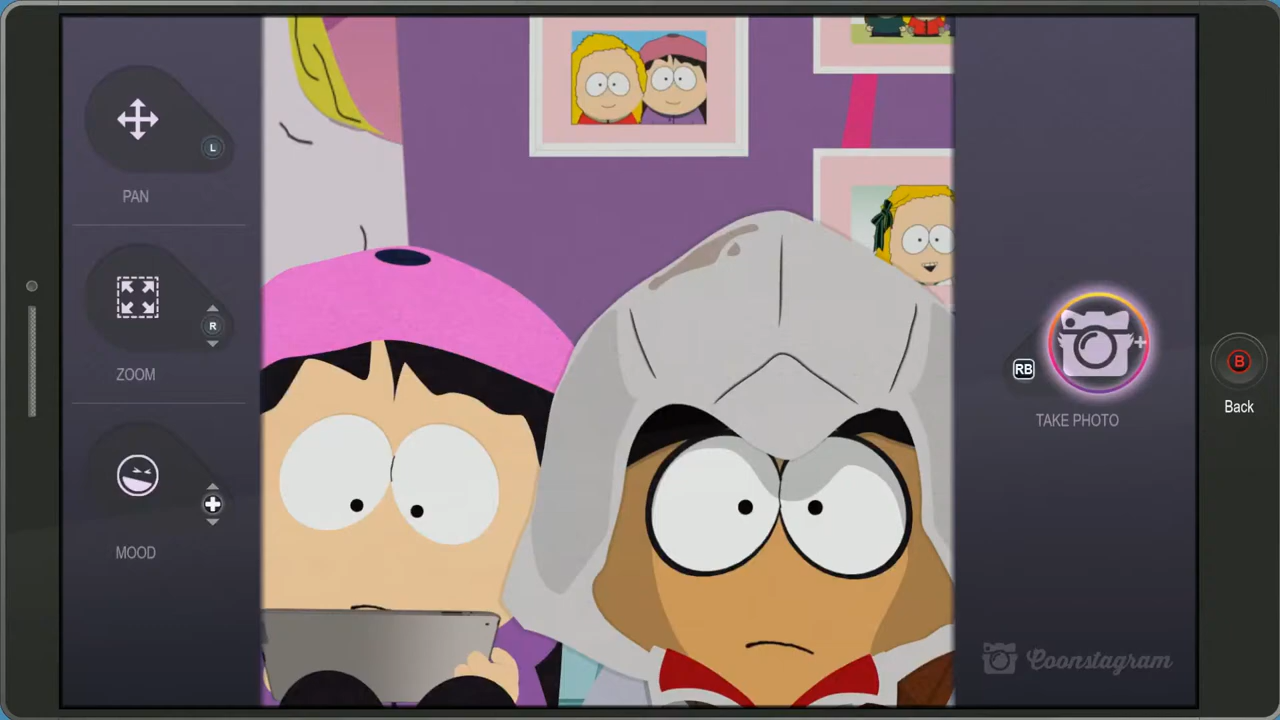 L
PAN
R
ZOOM
MOOD
RB
TAKE PHOTO
B
Back
Coonstagram